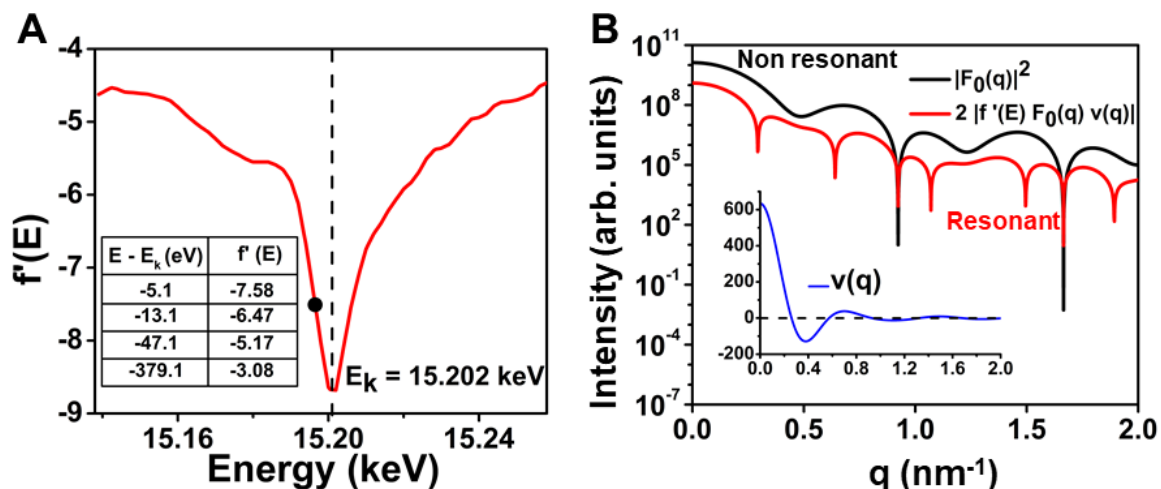 A
f'(E)
-4
-5
-6
-7
-8
-9
E - Ek (eV) f' (E)
-5.1 -7.58
-13.1 -6.47
-47.1 -5.17
-379.1 -3.08
Ek = 15.202 keV
15.16 15.20 15.24
Energy (keV)
B
Intensity (arb. units)
10^11
10^8
10^5
10^2
10^-1
10^-4
10^-7
Non resonant
|F0(q)|^2
2 |f '(E) F0(q) v(q)|
Resonant
600
400
200
0
-200
v(q)
0.0 0.4 0.8 1.2 1.6 2.0
0.0 0.5 1.0 1.5 2.0
q (nm^-1)